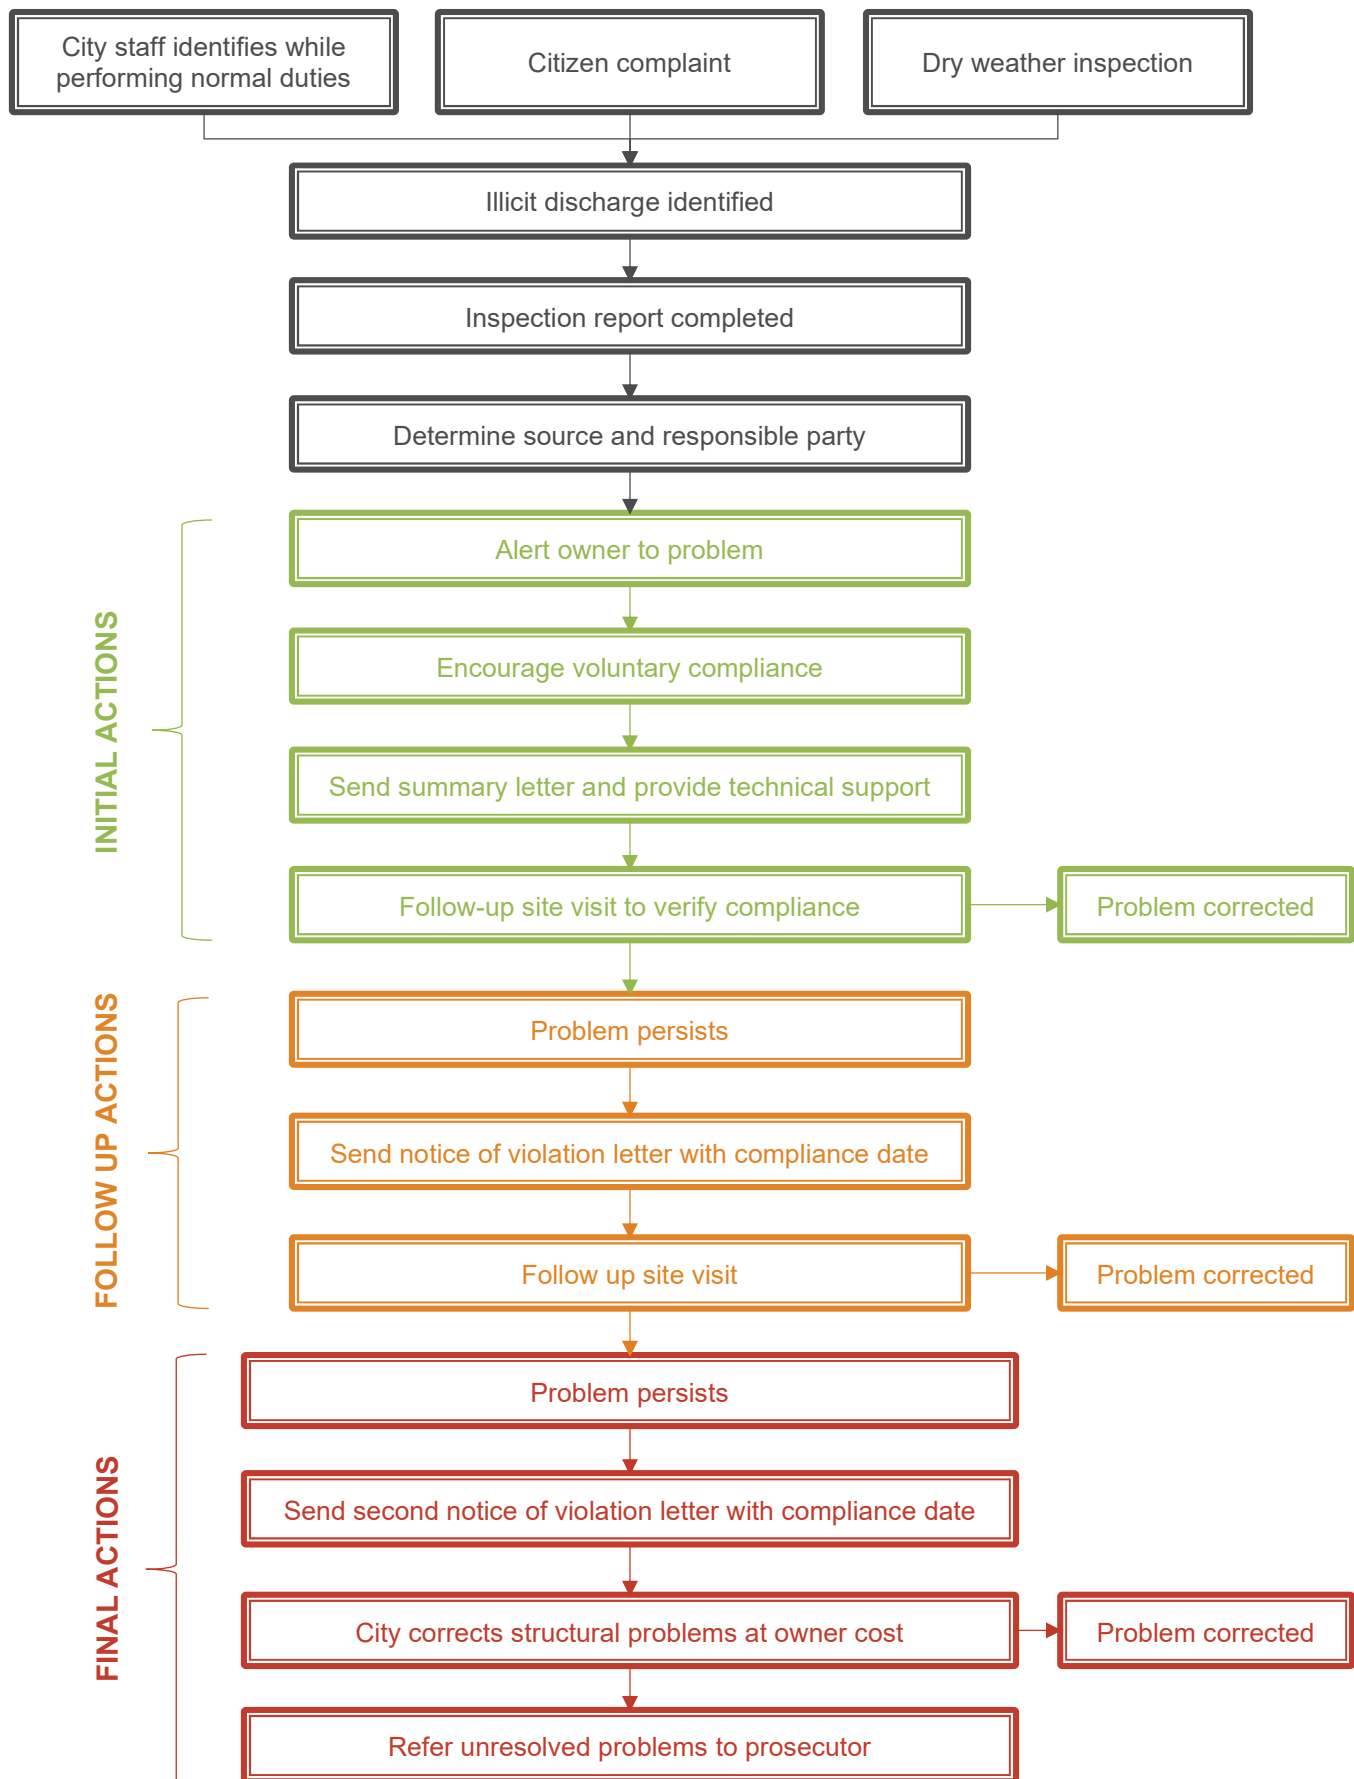 City staff identifies while
performing normal duties
Citizen complaint
Dry weather inspection
Illicit discharge identified
Inspection report completed
Determine source and responsible party
INITIAL ACTIONS
Alert owner to problem
Encourage voluntary compliance
Send summary letter and provide technical support
Follow-up site visit to verify compliance
Problem corrected
FOLLOW UP ACTIONS
Problem persists
Send notice of violation letter with compliance date
Follow up site visit
Problem corrected
FINAL ACTIONS
Problem persists
Send second notice of violation letter with compliance date
City corrects structural problems at owner cost
Problem corrected
Refer unresolved problems to prosecutor